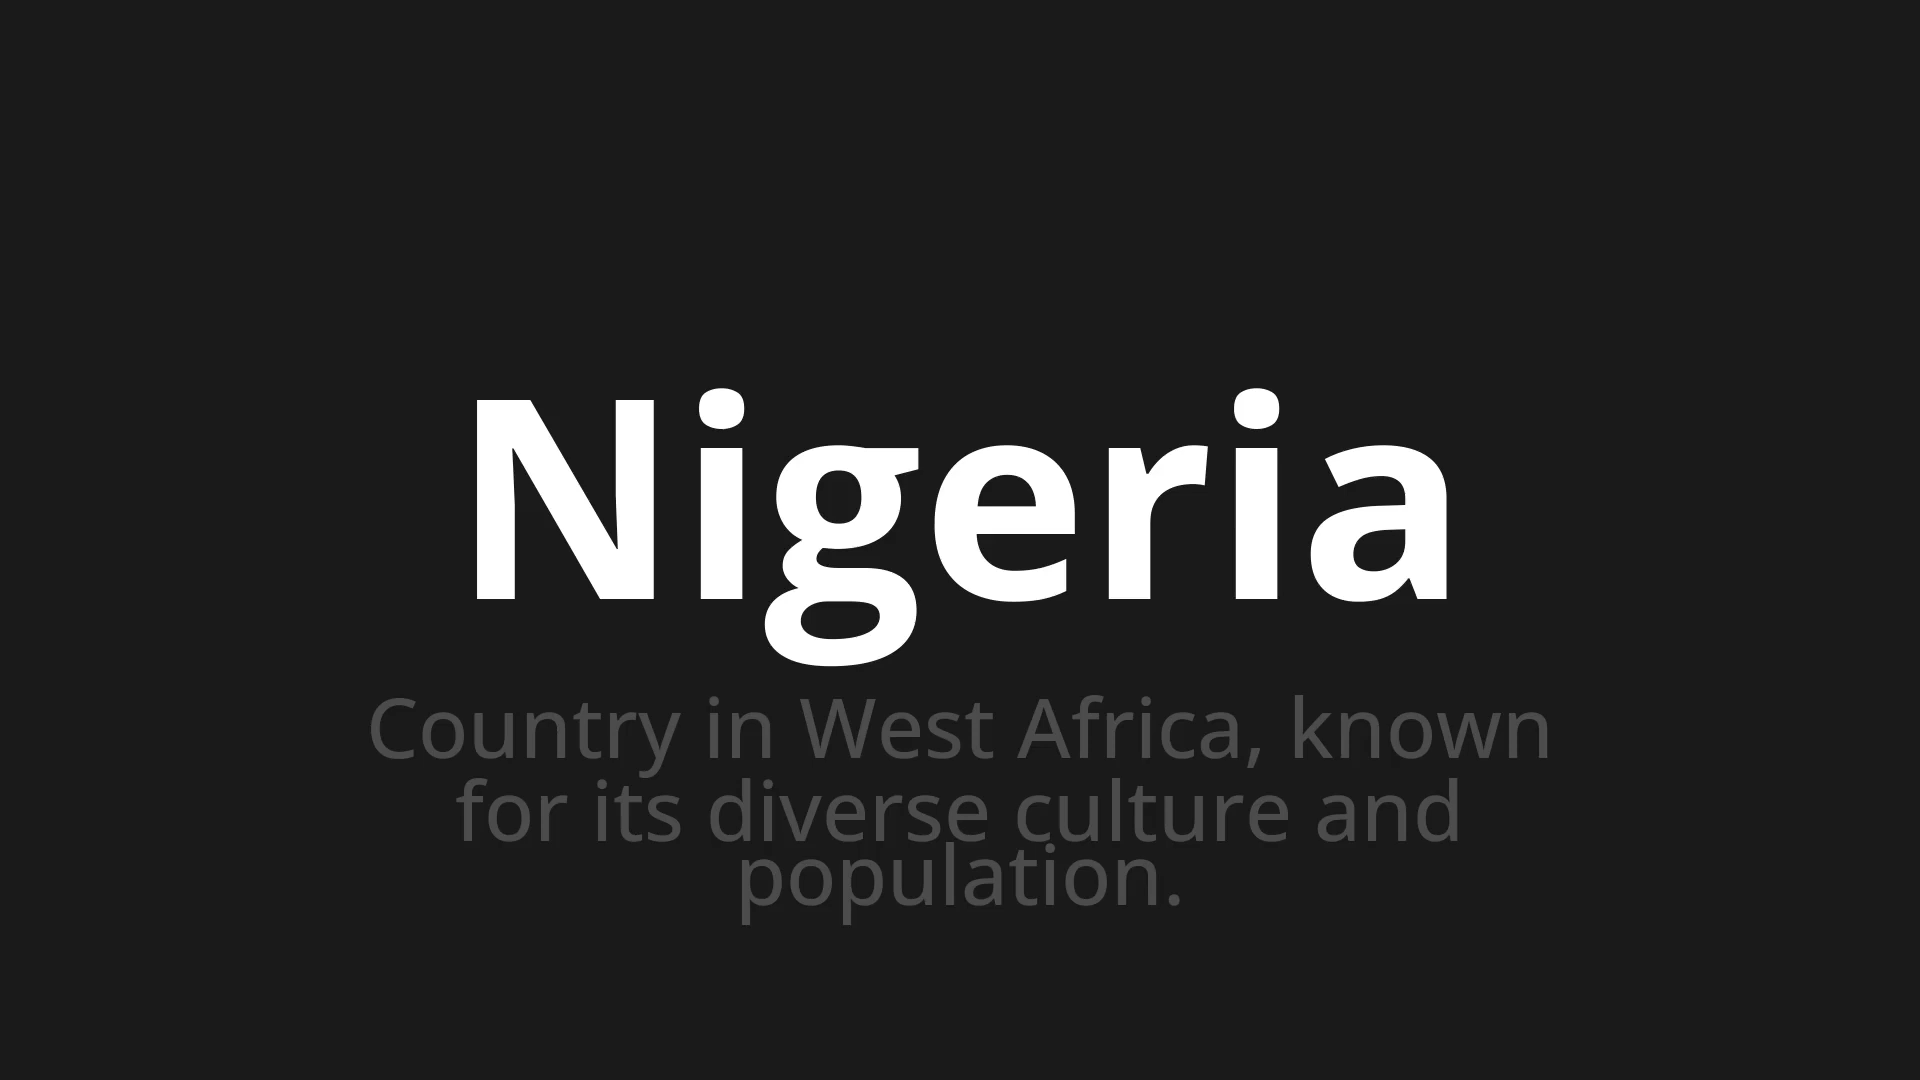 Nigeria
Country in West Africa, known
for its diverse culture and
population.